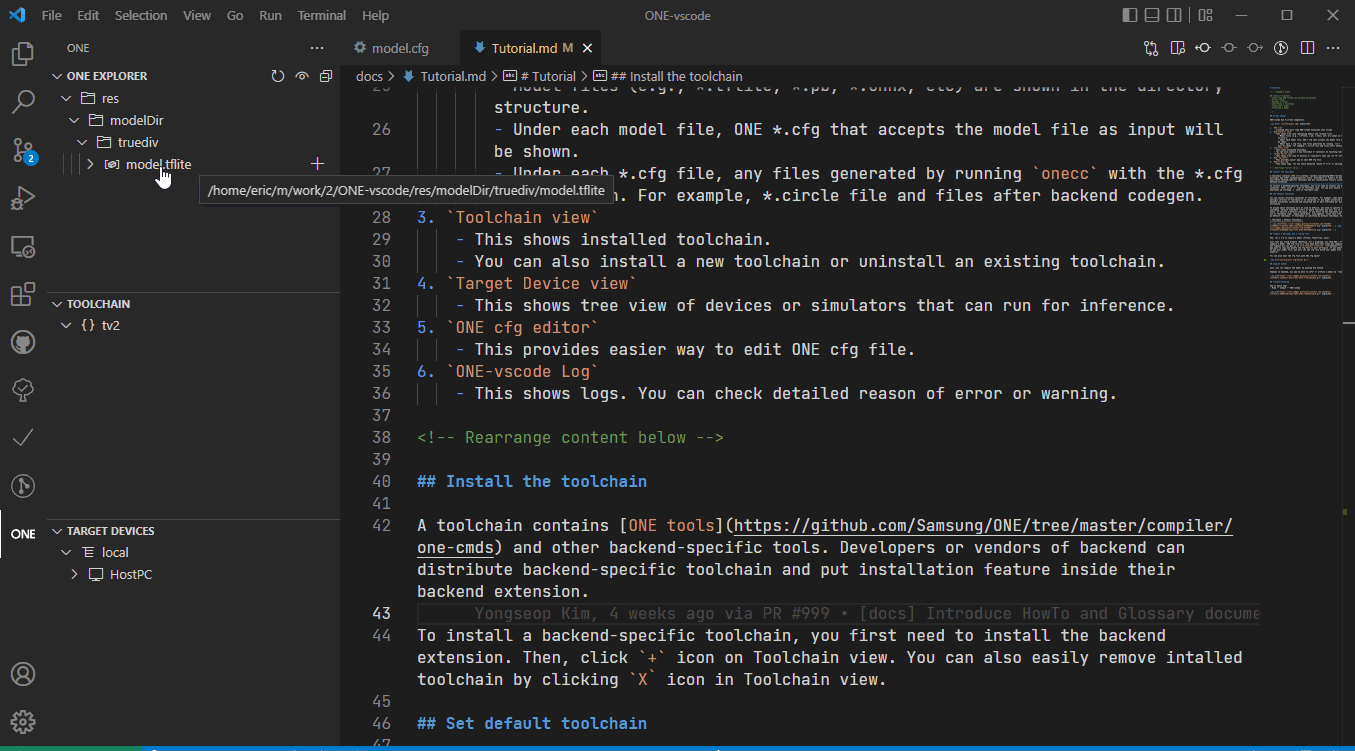 File Edit Selection View Go Run Terminal Help
ONE-vscode
ONE
model.cfg
Tutorial.md M
ONE EXPLORER
docs > Tutorial.md > # Tutorial > ## Install the toolchain
res
modelDir
truediv
model.tflite
/home/eric/m/work/2/ONE-vscode/res/modelDir/truediv/model.tflite
2
TOOLCHAIN
{} tv2
ONE
TARGET DEVICES
local
HostPC
25 - Model files (e.g., *.tflite, *.pb, *.onnx, etc) are shown in the directory
structure.
26 - Under each model file, ONE *.cfg that accepts the model file as input will
be shown.
27 - Under each *.cfg file, any files generated by running `onecc` with the *.cfg
n. For example, *.circle file and files after backend codegen.
28 3. `Toolchain view`
29 - This shows installed toolchain.
30 - You can also install a new toolchain or uninstall an existing toolchain.
31 4. `Target Device view`
32 - This shows tree view of devices or simulators that can run for inference.
33 5. `ONE cfg editor`
34 - This provides easier way to edit ONE cfg file.
35 6. `ONE-vscode Log`
36 - This shows logs. You can check detailed reason of error or warning.
37
38 <!-- Rearrange content below -->
39
40 ## Install the toolchain
41
42 A toolchain contains [ONE tools](https://github.com/Samsung/ONE/tree/master/compiler/
one-cmds) and other backend-specific tools. Developers or vendors of backend can
distribute backend-specific toolchain and put installation feature inside their
backend extension.
43 Yongseop Kim, 4 weeks ago via PR #999 • [docs] Introduce HowTo and Glossary docume
44 To install a backend-specific toolchain, you first need to install the backend
extension. Then, click `+` icon on Toolchain view. You can also easily remove intalled
toolchain by clicking `X` icon in Toolchain view.
45
46 ## Set default toolchain
47